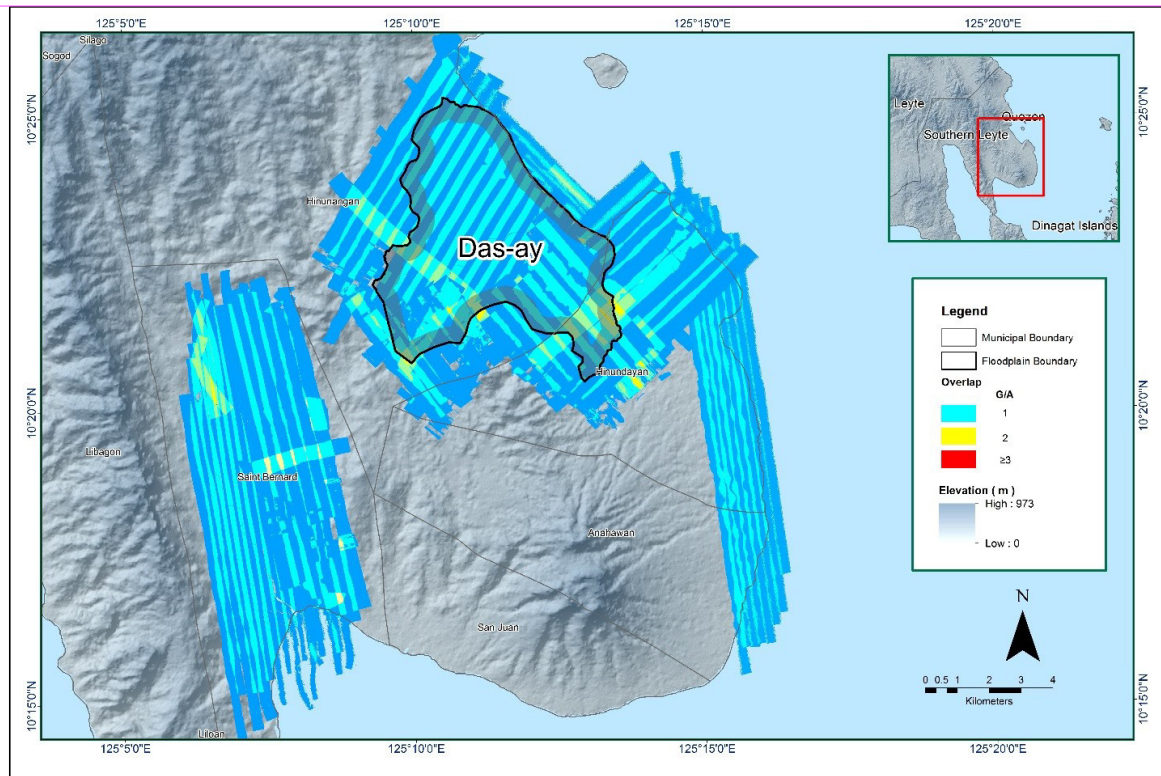 125°5'0"E
125°10'0"E
125°15'0"E
125°20'0"E
Silago
Sogod
10°25'0"N
10°25'0"N
Leyte
Quozon
Southern Leyte
Dinagat Islands
Hinunangan
Das-ay
Legend
Municipal Boundary
Floodplain Boundary
Overlap
G/A
1
2
≥3
Elevation ( m )
High : 973
Low : 0
Hinundayan
10°20'0"N
10°20'0"N
Libagon
Saint Bernard
Anahawan
San Juan
N
0 0.5 1 2 3 4
Kilometers
10°15'0"N
10°15'0"N
Liloan
125°5'0"E
125°10'0"E
125°15'0"E
125°20'0"E